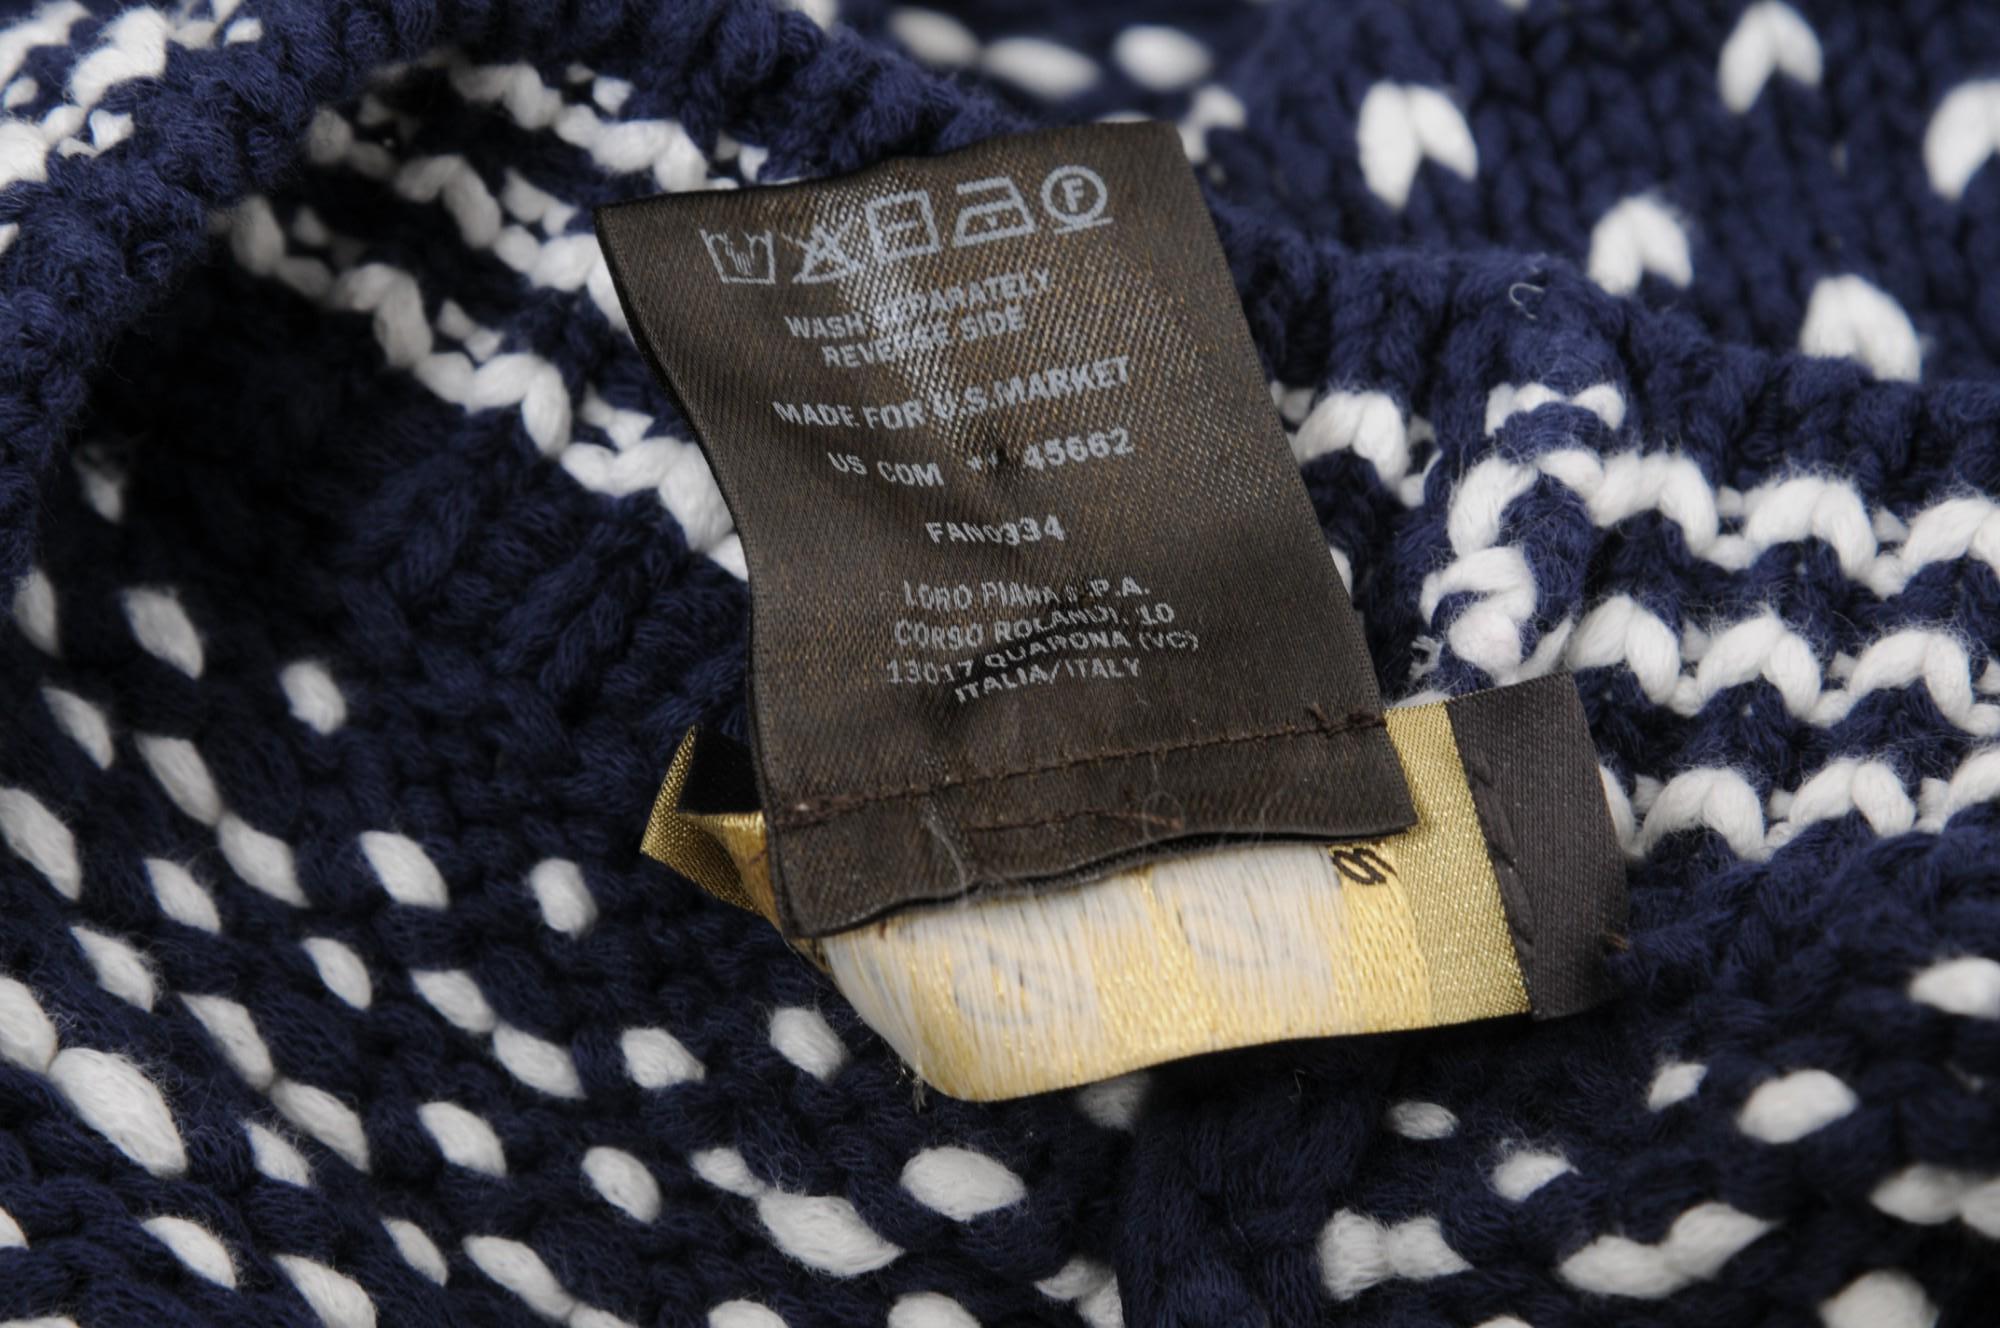 F
WASH SEPARATELY
REVERSE SIDE
MADE FOR U.S.MARKET
US COM ** 45662
FAN0334
LORO PIANA S.P.A.
CORSO ROLANDI, 10
13017 QUARONA (VC)
ITALIA/ITALY